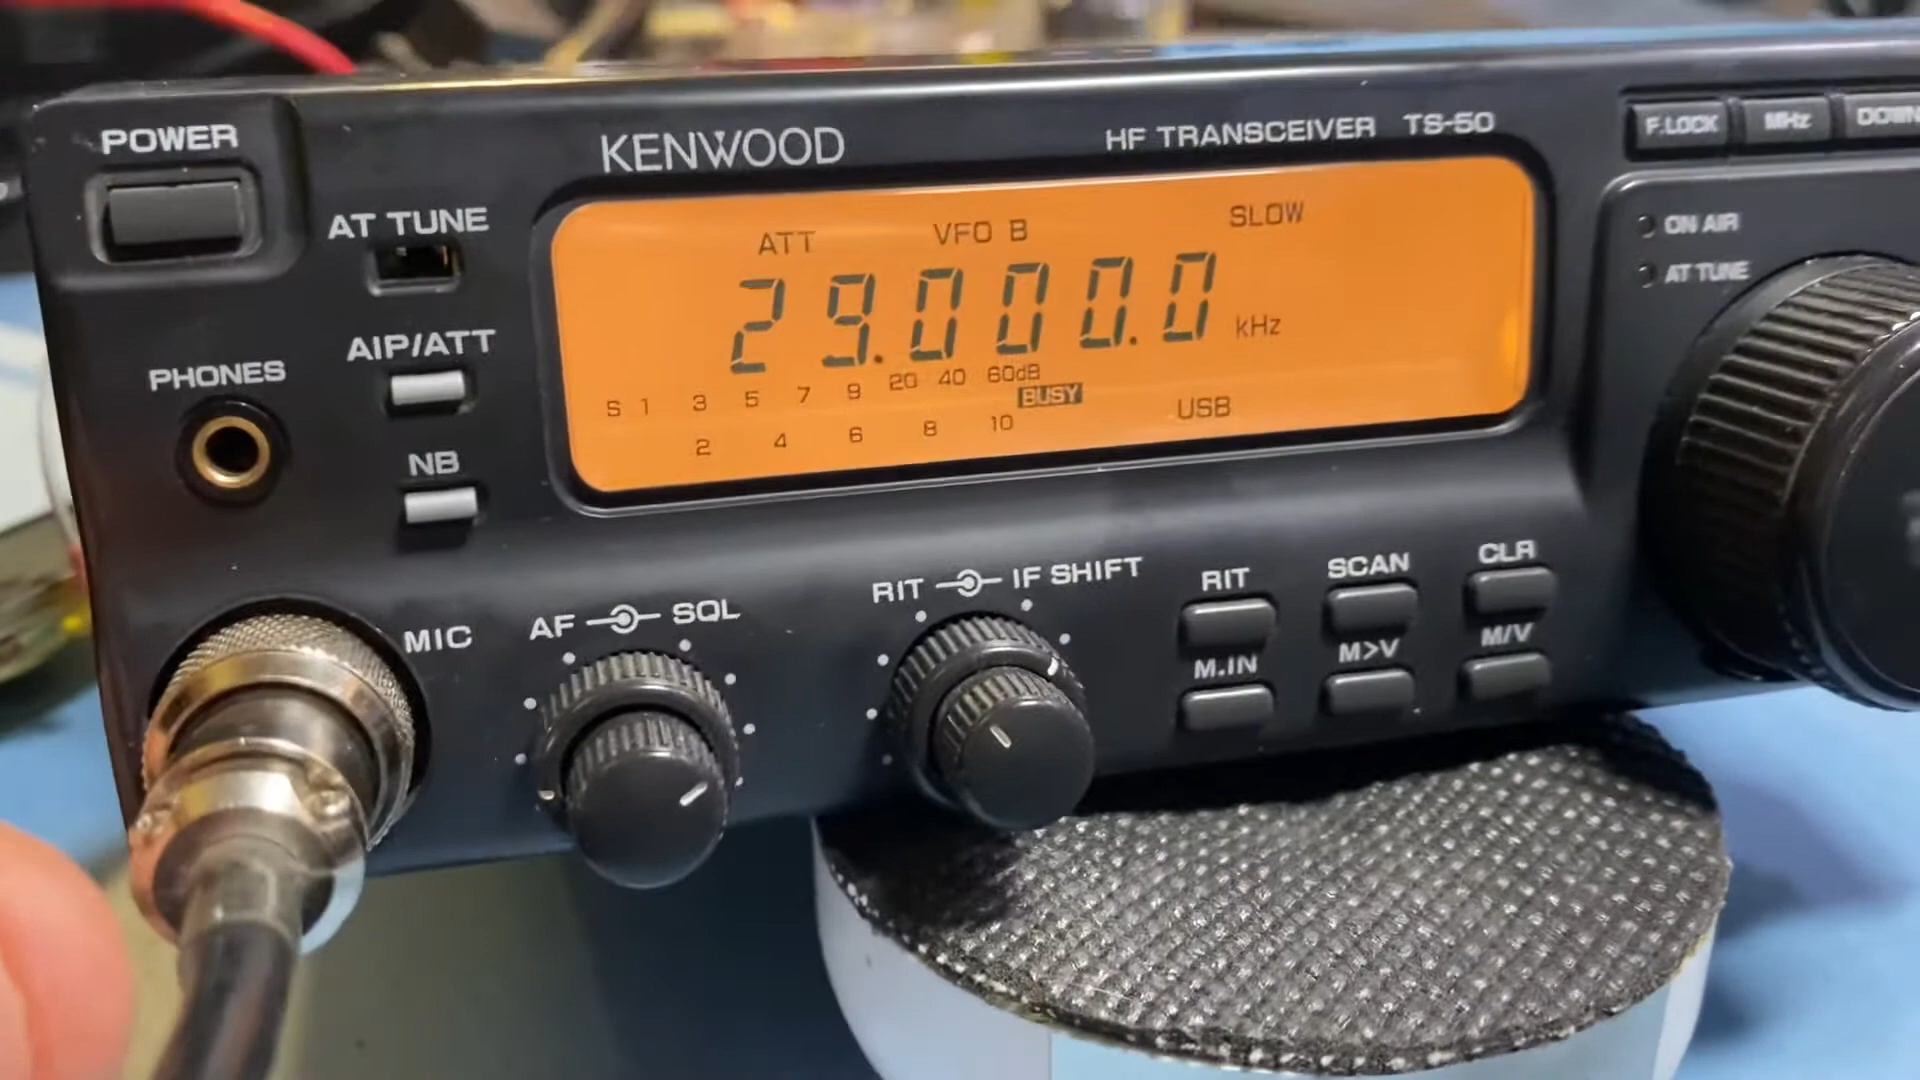 POWER
KENWOOD
HF TRANSCEIVER TS-50
F.LOCK
MHz
DOWN
AT TUNE
ATT
VFO B
SLOW
ON AIR
AT TUNE
29.000.0 kHz
AIP/ATT
PHONES
S 1 3 5 7 9 20 40 60dB
BUSY
USB
2 4 6 8 10
NB
MIC
AF SQL
RIT IF SHIFT
RIT
SCAN
CLR
M.IN
M>V
M/V